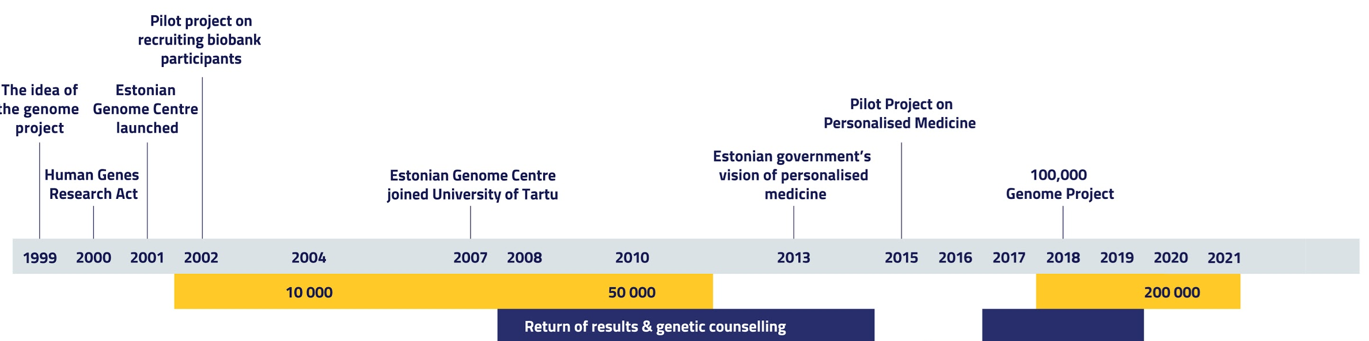 Pilot project on
recruiting biobank
participants
The idea of
the genome
project
Estonian
Genome Centre
launched
Human Genes
Research Act
Estonian Genome Centre
joined University of Tartu
Estonian government’s
vision of personalised
medicine
Pilot Project on
Personalised Medicine
100,000
Genome Project
1999 2000 2001 2002 2004 2007 2008 2010 2013 2015 2016 2017 2018 2019 2020 2021
10 000 50 000 200 000
Return of results & genetic counselling